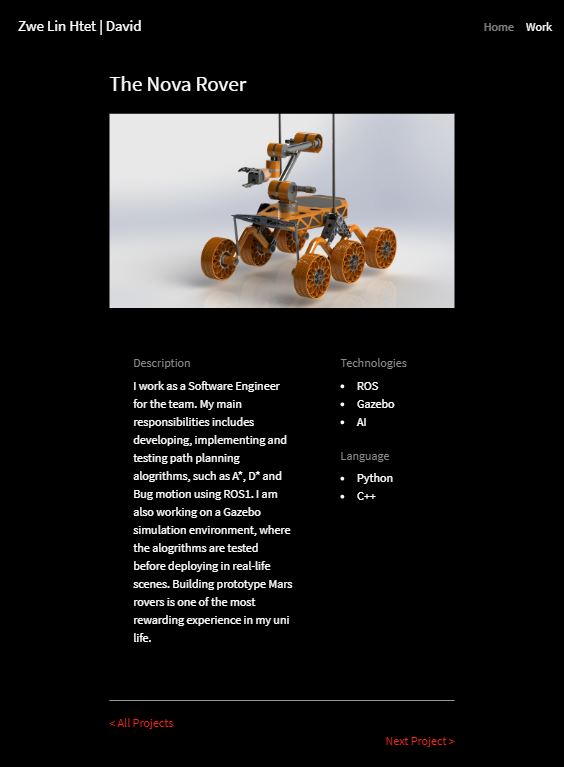 Zwe Lin Htet | David
Home Work
The Nova Rover
Description
I work as a Software Engineer
for the team. My main
responsibilities includes
developing, implementing and
testing path planning
alogrithms, such as A*, D* and
Bug motion using ROS1. I am
also working on a Gazebo
simulation environment, where
the alogrithms are tested
before deploying in real-life
scenes. Building prototype Mars
rovers is one of the most
rewarding experience in my uni
life.
Technologies
• ROS
• Gazebo
• AI
Language
• Python
• C++
< All Projects
Next Project >